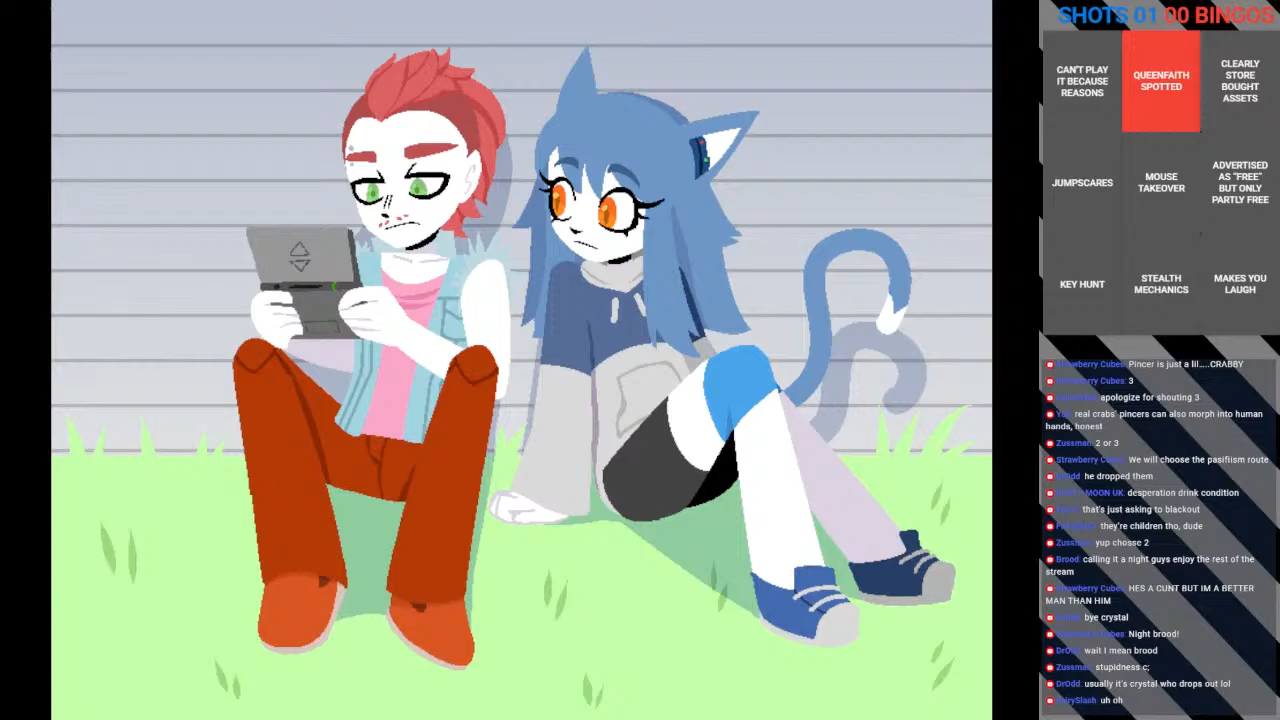 SHOTS 01 00 BINGOS
CAN'T PLAY
IT BECAUSE
REASONS
QUEENFAITH
SPOTTED
CLEARLY
STORE
BOUGHT
ASSETS
JUMPSCARES
MOUSE
TAKEOVER
ADVERTISED
AS "FREE"
BUT ONLY
PARTLY FREE
KEY HUNT
STEALTH
MECHANICS
MAKES YOU
LAUGH
Strawberry Cubes: Pincer is just a lil.....CRABBY
3
apologize for shouting 3
real crabs' pincers can also morph into human
hands, honest
Zussman: 2 or 3
Strawberry Cubes: We will choose the pasifiism route
DrOdd he dropped them
MOON UK: desperation drink condition
that's just asking to blackout
they're children tho, dude
Zussman: yup chosse 2
Brood: calling it a night guys enjoy the rest of the
stream
Strawberry Cubes: HES A CUNT BUT IM A BETTER
MAN THAN HIM
bye crystal
Night brood!
DrOdd: wait I mean brood
Zussman: stupidness c;
DrOdd: usually it's crystal who drops out lol
uh oh